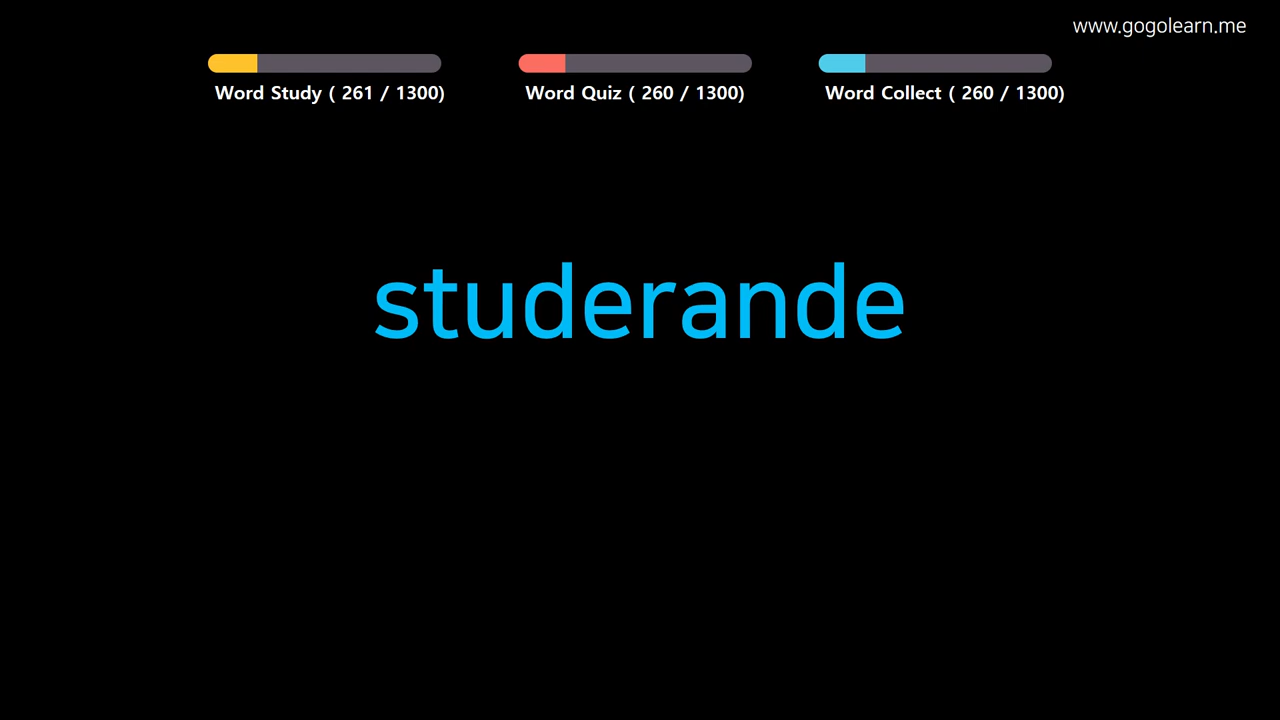 www.gogolearn.me
Word Study ( 261 / 1300)
Word Quiz ( 260 / 1300)
Word Collect ( 260 / 1300)
studerande